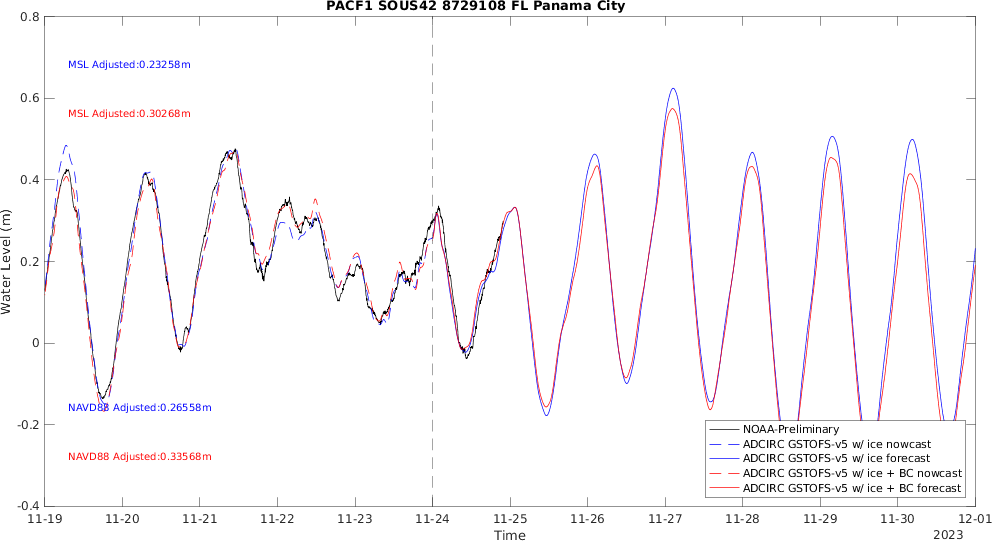 PACF1 SOUS42 8729108 FL Panama City
0.8
0.6
0.4
0.2
0
-0.2
-0.4
Water Level (m)
MSL Adjusted:0.23258m
MSL Adjusted:0.30268m
NAVD88 Adjusted:0.26558m
NAVD88 Adjusted:0.33568m
NOAA-Preliminary
ADCIRC GSTOFS-v5 w/ ice nowcast
ADCIRC GSTOFS-v5 w/ ice forecast
ADCIRC GSTOFS-v5 w/ ice + BC nowcast
ADCIRC GSTOFS-v5 w/ ice + BC forecast
11-19 11-20 11-21 11-22 11-23 11-24 11-25 11-26 11-27 11-28 11-29 11-30 12-01
Time
2023